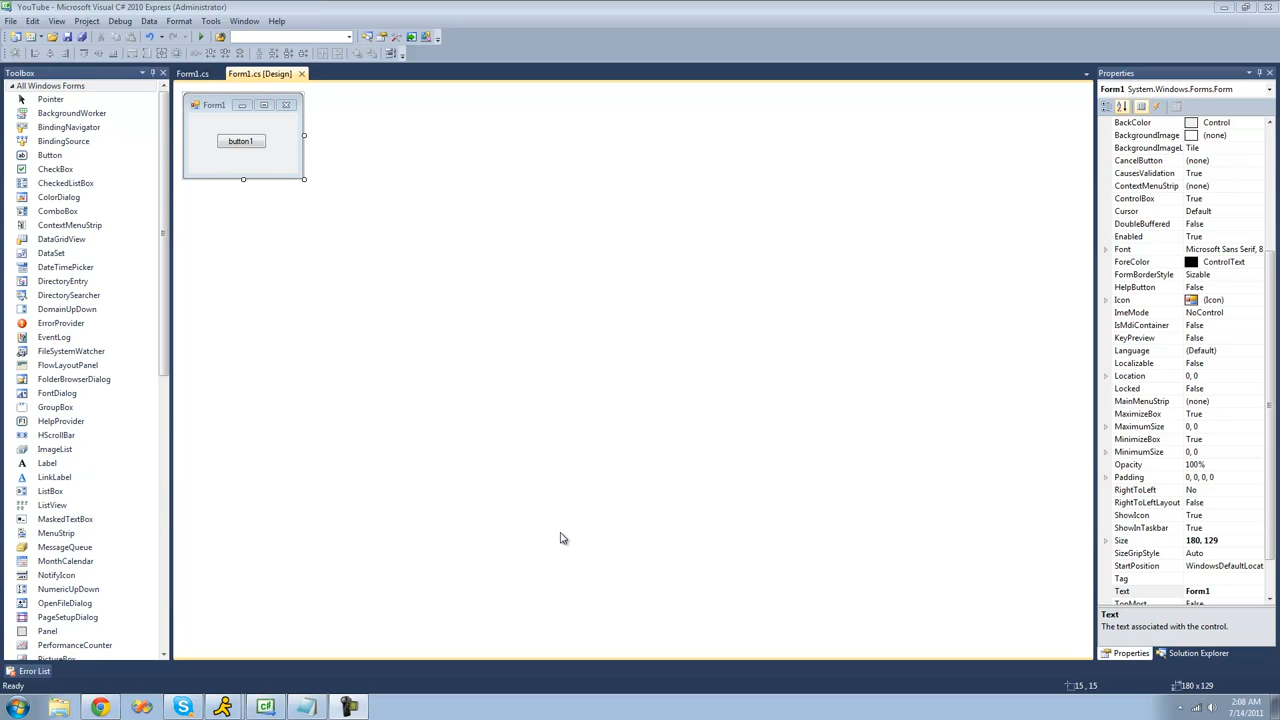 YouTube - Microsoft Visual C# 2010 Express (Administrator)
File Edit View Project Debug Data Format Tools Window Help
Toolbox
Form1.cs
Form1.cs [Design]
Properties
All Windows Forms
Pointer
BackgroundWorker
BindingNavigator
BindingSource
Button
CheckBox
CheckedListBox
ColorDialog
ComboBox
ContextMenuStrip
DataGridView
DataSet
DateTimePicker
DirectoryEntry
DirectorySearcher
DomainUpDown
ErrorProvider
EventLog
FileSystemWatcher
FlowLayoutPanel
FolderBrowserDialog
FontDialog
GroupBox
HelpProvider
HScrollBar
ImageList
Label
LinkLabel
ListBox
ListView
MaskedTextBox
MenuStrip
MessageQueue
MonthCalendar
NotifyIcon
NumericUpDown
OpenFileDialog
PageSetupDialog
Panel
PerformanceCounter
PictureBox
Form1
button1
Form1 System.Windows.Forms.Form
BackColor Control
BackgroundImage (none)
BackgroundImageL Tile
CancelButton (none)
CausesValidation True
ContextMenuStrip (none)
ControlBox True
Cursor Default
DoubleBuffered False
Enabled True
Font Microsoft Sans Serif, 8
ForeColor ControlText
FormBorderStyle Sizable
HelpButton False
Icon (Icon)
ImeMode NoControl
IsMdiContainer False
KeyPreview False
Language (Default)
Localizable False
Location 0, 0
Locked False
MainMenuStrip (none)
MaximizeBox True
MaximumSize 0, 0
MinimizeBox True
MinimumSize 0, 0
Opacity 100%
Padding 0, 0, 0, 0
RightToLeft No
RightToLeftLayout False
ShowIcon True
ShowInTaskbar True
Size 180, 129
SizeGripStyle Auto
StartPosition WindowsDefaultLocat
Tag
Text Form1
TopMost False
Text
The text associated with the control.
Properties Solution Explorer
Error List
Ready
15 , 15
180 x 129
2:08 AM
7/14/2011